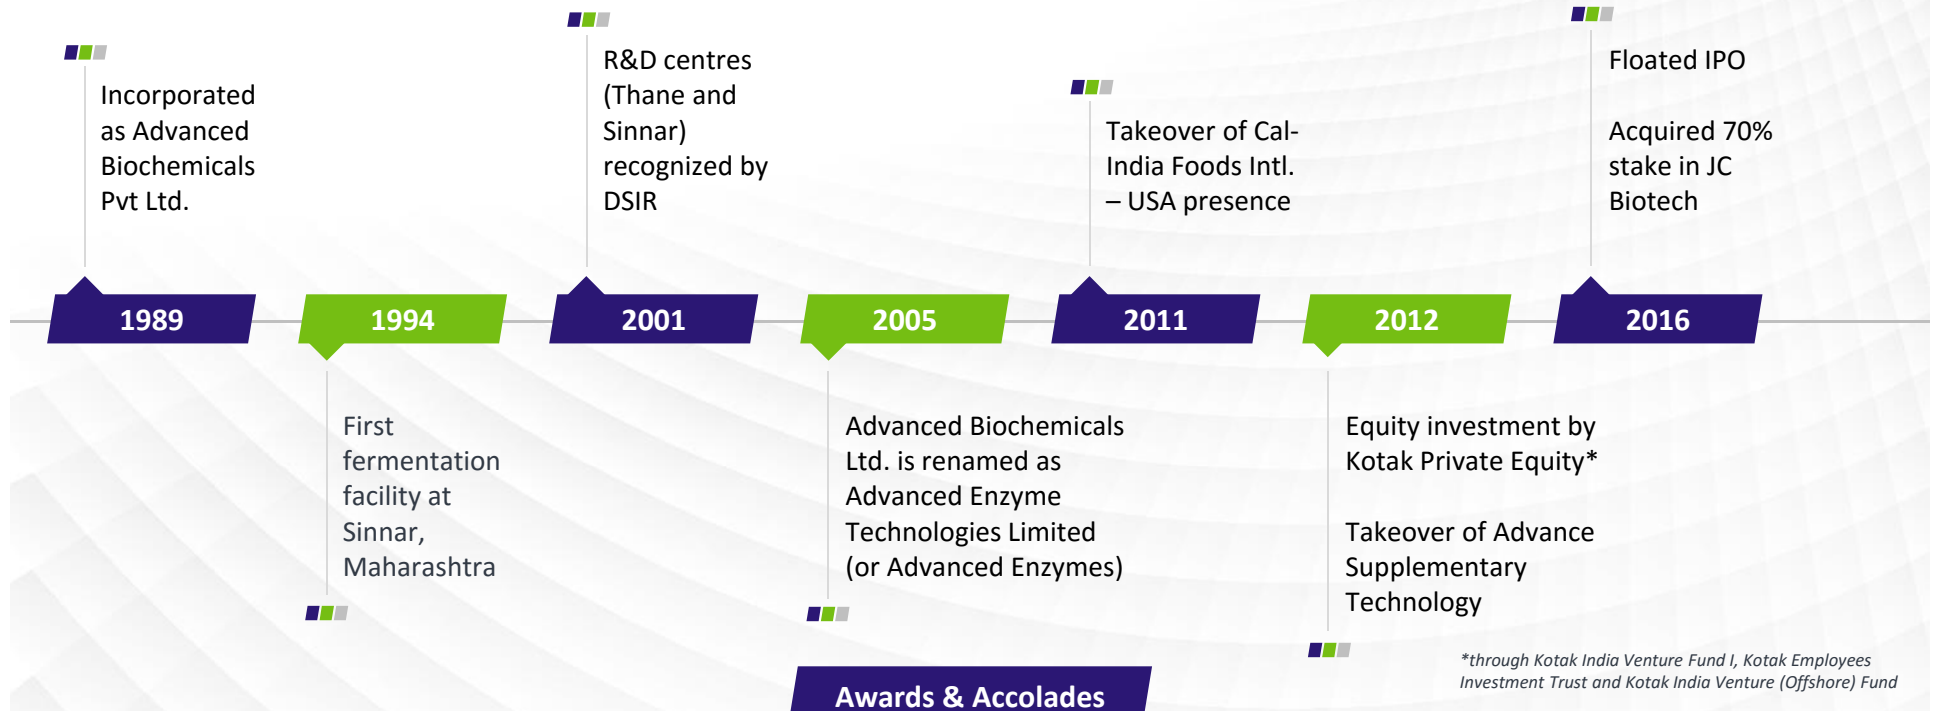 Incorporated
as Advanced
Biochemicals
Pvt Ltd.
R&D centres
(Thane and
Sinnar)
recognized by
DSIR
Takeover of Cal-
India Foods Intl.
– USA presence
Floated IPO
Acquired 70%
stake in JC
Biotech
1989
1994
2001
2005
2011
2012
2016
First
fermentation
facility at
Sinnar,
Maharashtra
Advanced Biochemicals
Ltd. is renamed as
Advanced Enzyme
Technologies Limited
(or Advanced Enzymes)
Equity investment by
Kotak Private Equity*
Takeover of Advance
Supplementary
Technology
*through Kotak India Venture Fund I, Kotak Employees
Investment Trust and Kotak India Venture (Offshore) Fund
Awards & Accolades